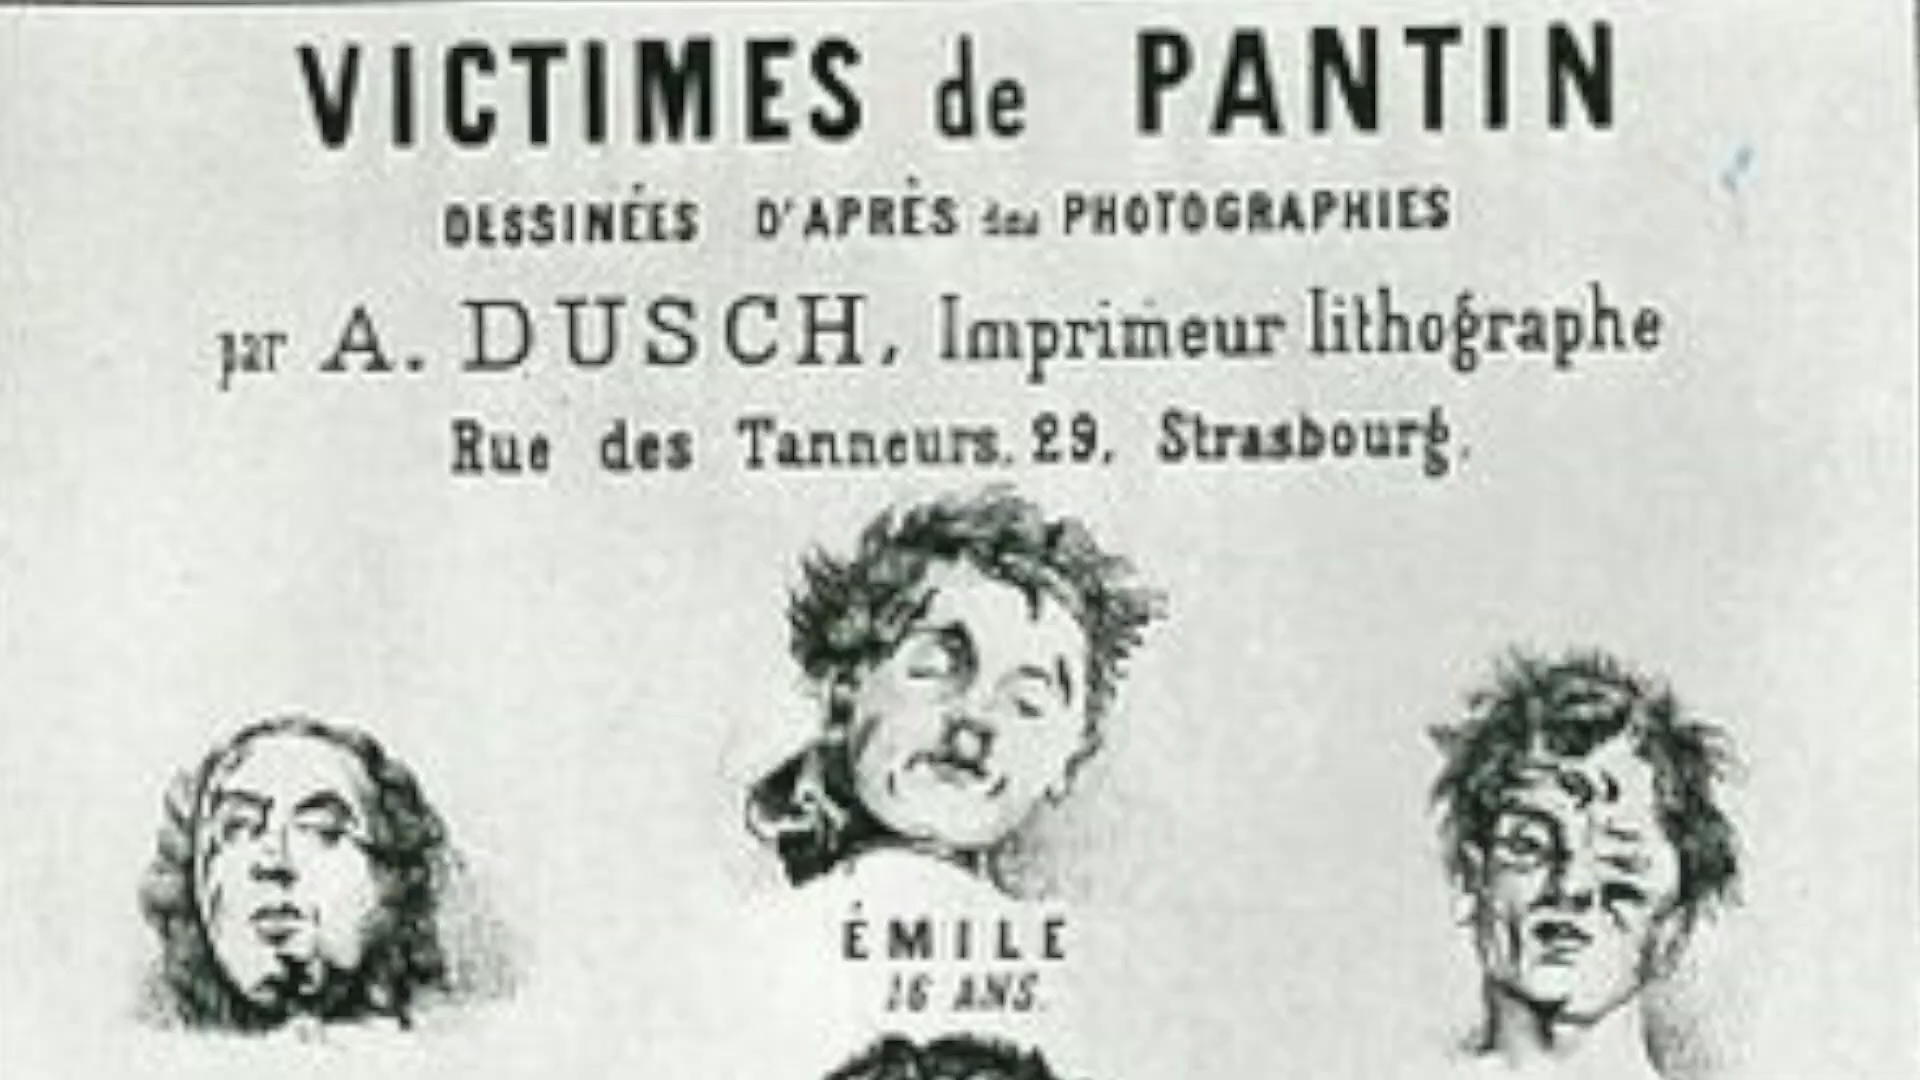 VICTIMES de PANTIN
DESSINÉES D'APRÈS des PHOTOGRAPHIES
par A. DUSCH, Imprimeur lithographe
Rue des Tanneurs. 29, Strasbourg.
ÉMILE
16 ANS.